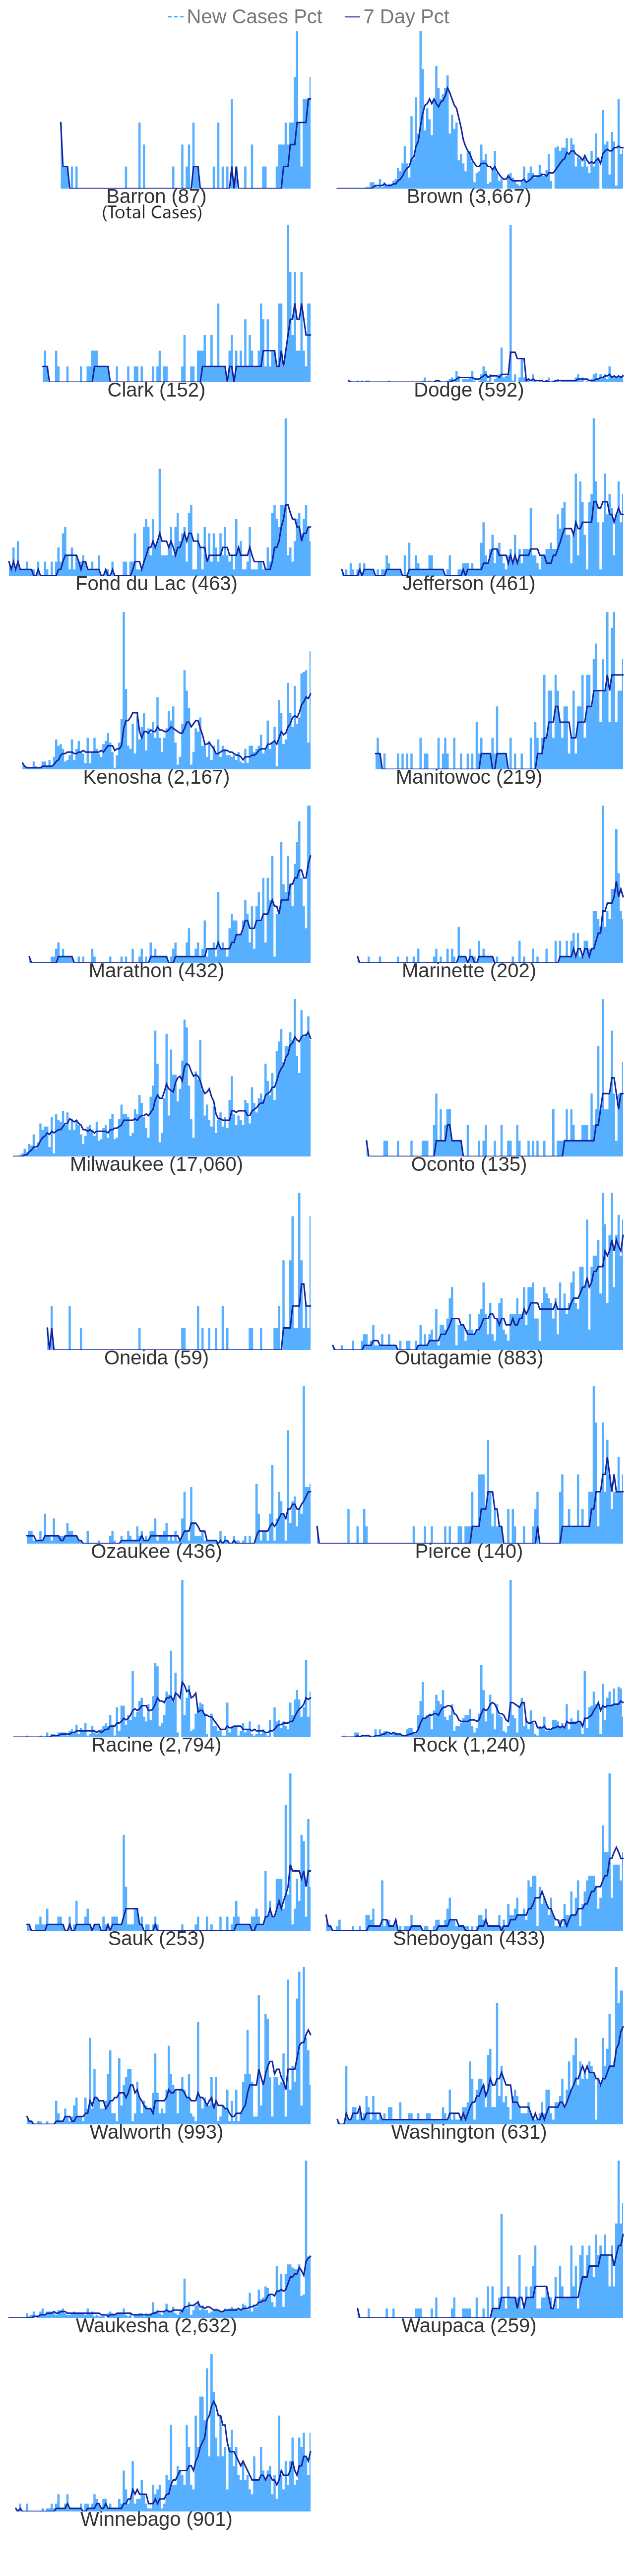 New Cases Pct 7 Day Pct
Barron (87) Brown (3,667)
(Total Cases)
Clark (152) Dodge (592)
Fond du Lac (463) Jefferson (461)
Kenosha (2,167) Manitowoc (219)
Marathon (432) Marinette (202)
Milwaukee (17,060) Oconto (135)
Oneida (59) Outagamie (883)
Ozaukee (436) Pierce (140)
Racine (2,794) Rock (1,240)
Sauk (253) Sheboygan (433)
Walworth (993) Washington (631)
Waukesha (2,632) Waupaca (259)
Winnebago (901)